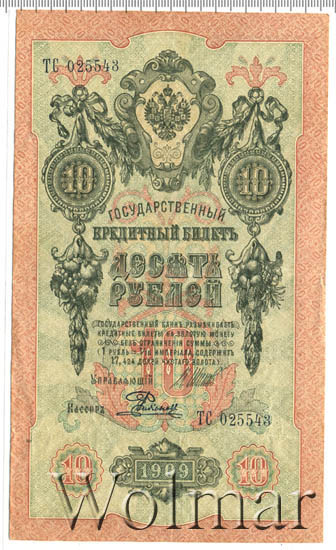 ТС 025543
10 10
ГОСУДАРСТВЕННЫЙ
КРЕДИТНЫЙ БИЛЕТЪ
ДЕСЯТЬ
РУБЛЕЙ
ГОСУДАРСТВЕННЫЙ БАНКЪ РАЗМѢНИВАЕТЪ
КРЕДИТНЫЕ БИЛЕТЫ НА ЗОЛОТУЮ МОНЕТУ
БЕЗЪ ОГРАНИЧЕНІЯ СУММЫ
(1 РУБЛЬ = 1/15 ИМПЕРІАЛА, СОДЕРЖИТЪ
17,424 ДОЛЕЙ ЧИСТАГО ЗОЛОТА.)
10
УПРАВЛЯЮЩІЙ
Кассиръ
ТС 025543
10 1909 10
Wolmar